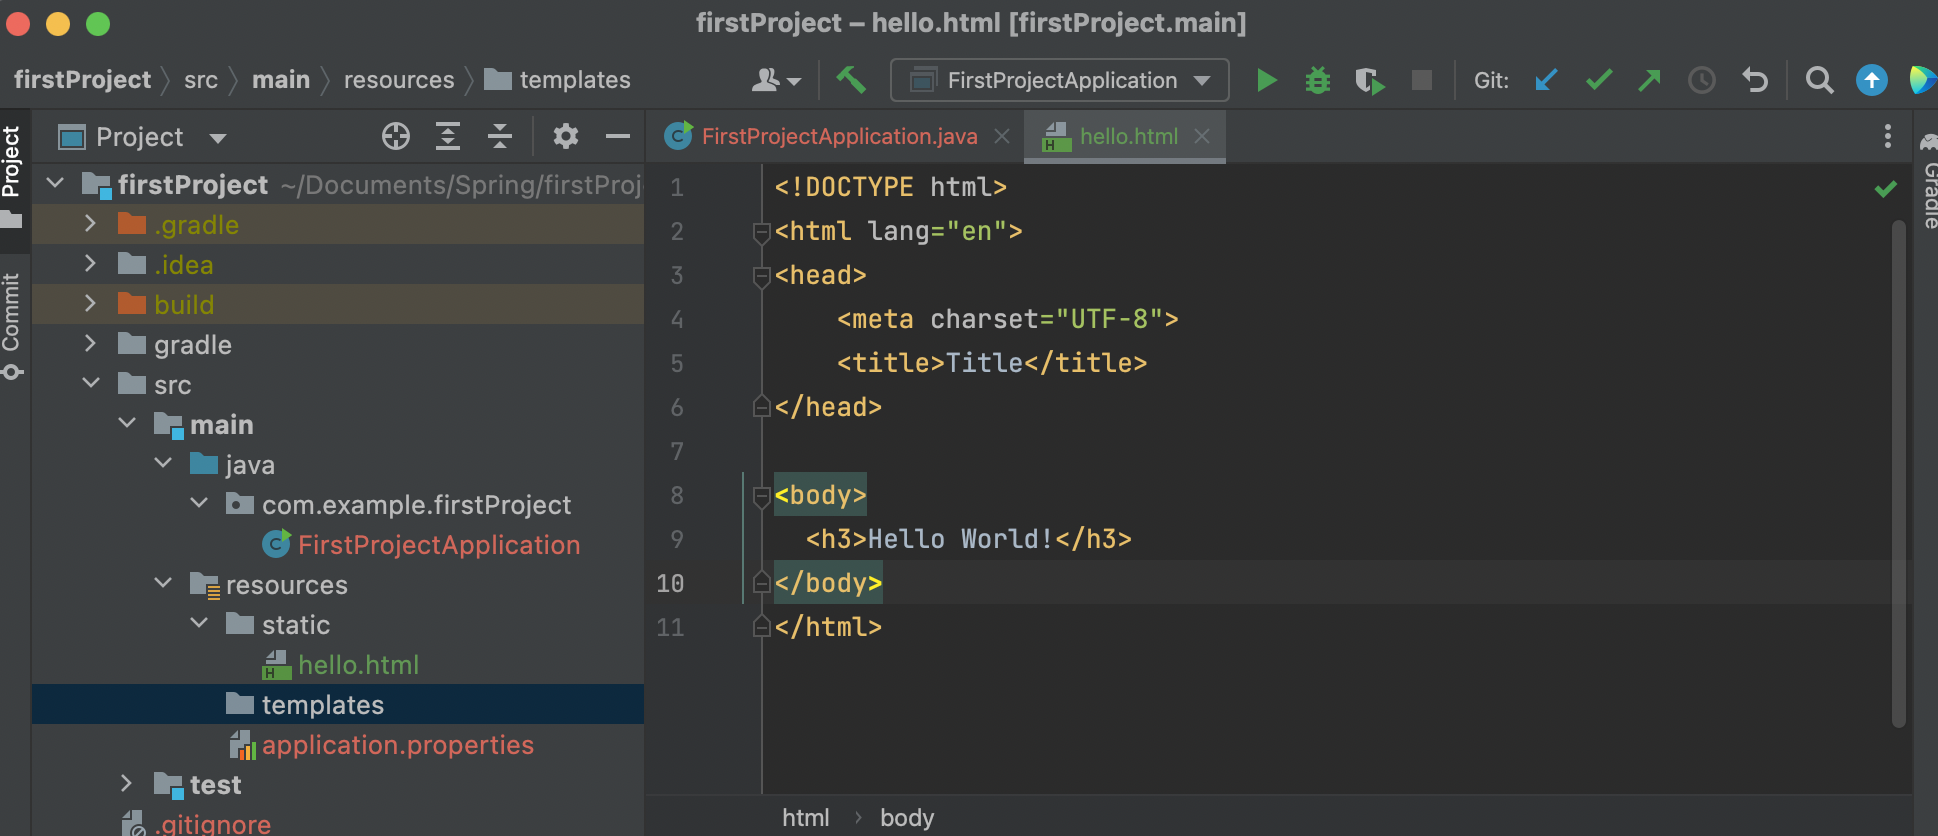 firstProject – hello.html [firstProject.main]
firstProject src main resources templates
FirstProjectApplication
Git:
Project
Commit
Project
firstProject ~/Documents/Spring/firstProj
.gradle
.idea
build
gradle
src
main
java
com.example.firstProject
FirstProjectApplication
resources
static
hello.html
templates
application.properties
test
.gitignore
FirstProjectApplication.java
hello.html
1 <!DOCTYPE html>
2 <html lang="en">
3 <head>
4 <meta charset="UTF-8">
5 <title>Title</title>
6 </head>
7
8 <body>
9 <h3>Hello World!</h3>
10 </body>
11 </html>
html › body
Gradle